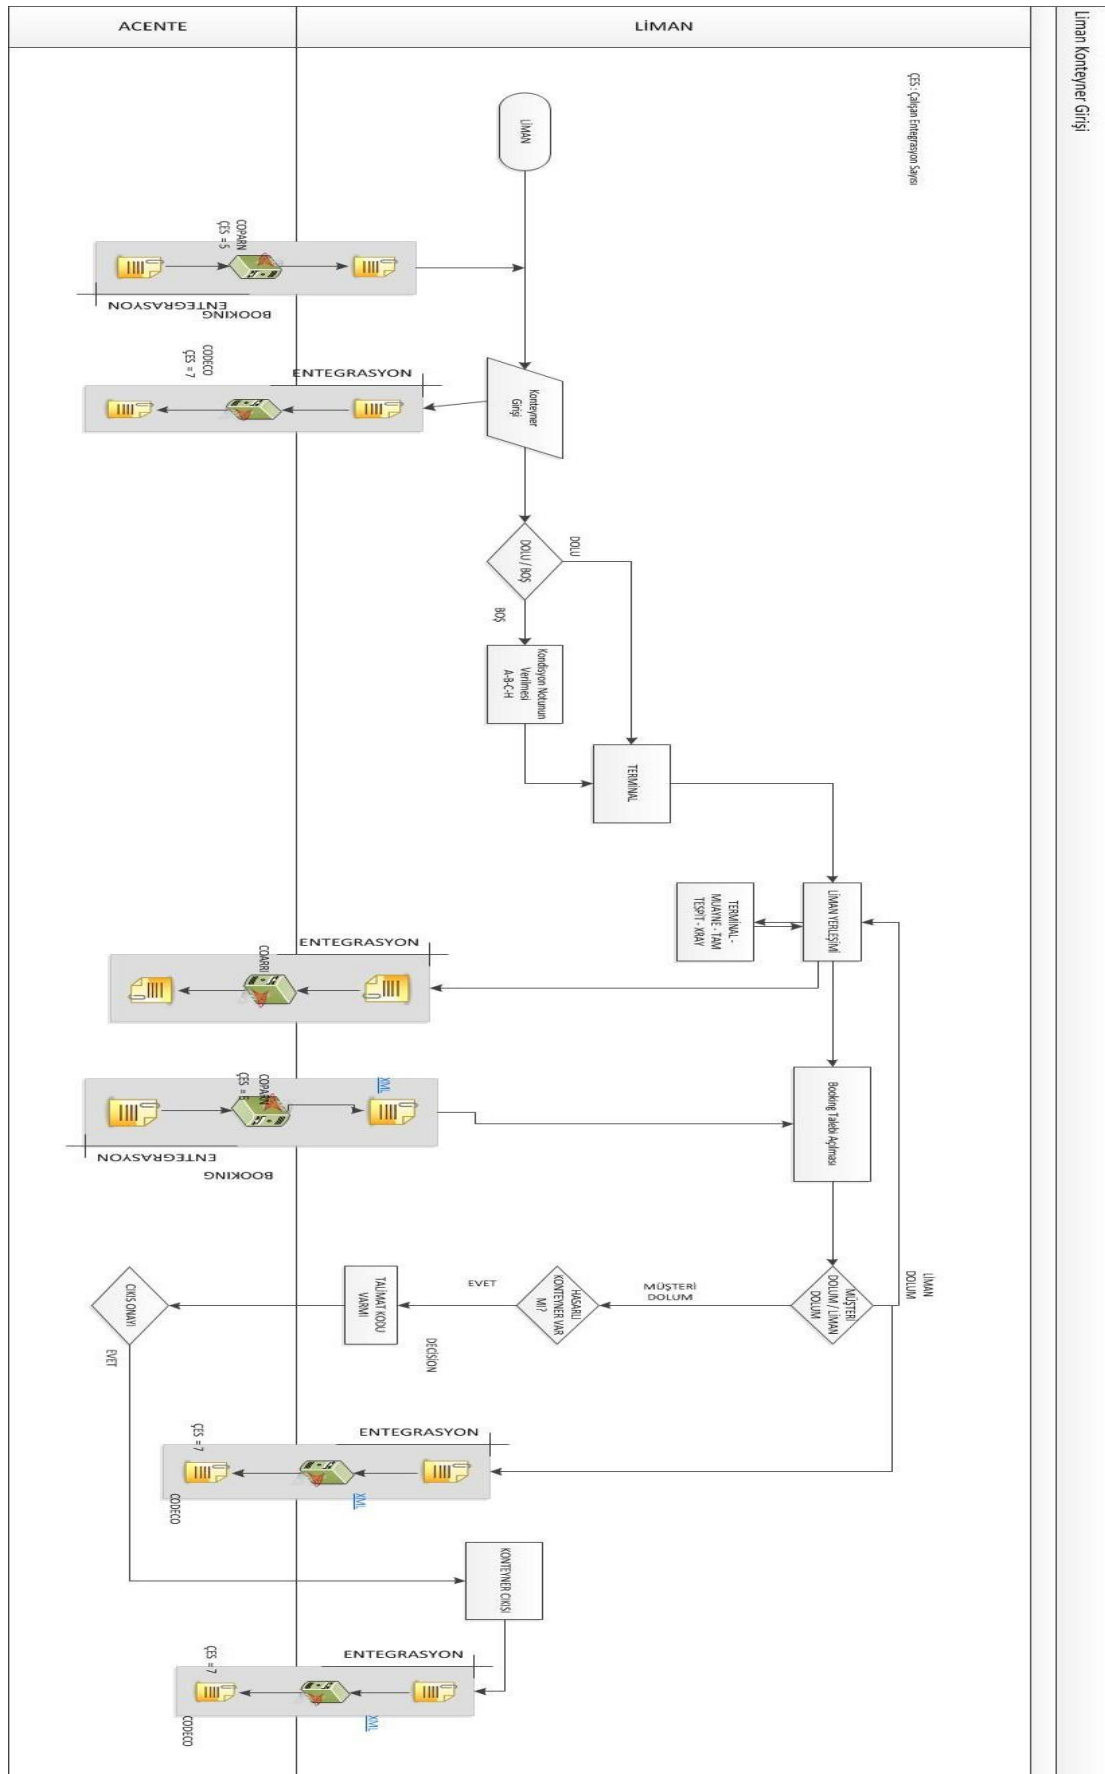 Liman Konteyner Girişi
LİMAN
ACENTE
ÇES : Çalışan Entegrasyon Sayısı
LİMAN
COPARN
ÇES = 5
ENTEGRASYON
BOOKING
Konteyner
Girişi
ENTEGRASYON
CODECO
ÇES = 7
DOLU / BOŞ
DOLU
BOŞ
Kondisyon Notunun
Verilmesi
A-B-C-H
TERMİNAL
LİMAN YERLEŞİMİ
TERMİNAL -
MUAYNE - TAM
TESPİT - XRAY
ENTEGRASYON
COARRI
Booking Talebi Açılması
XML
COPARN
ÇES =
ENTEGRASYON
BOOKING
MÜŞTERİ
DOLUM / LİMAN
DOLUM
LİMAN
DOLUM
MÜŞTERİ
DOLUM
HASARLI
KONTEYNER VAR
MI?
EVET
TALİMAT KODU
VARMI
DECİSİON
CIKIS ONAYI
EVET
ENTEGRASYON
XML
ÇES =7
CODECO
KONTEYNER CIKISI
ENTEGRASYON
XML
ÇES =7
CODECO